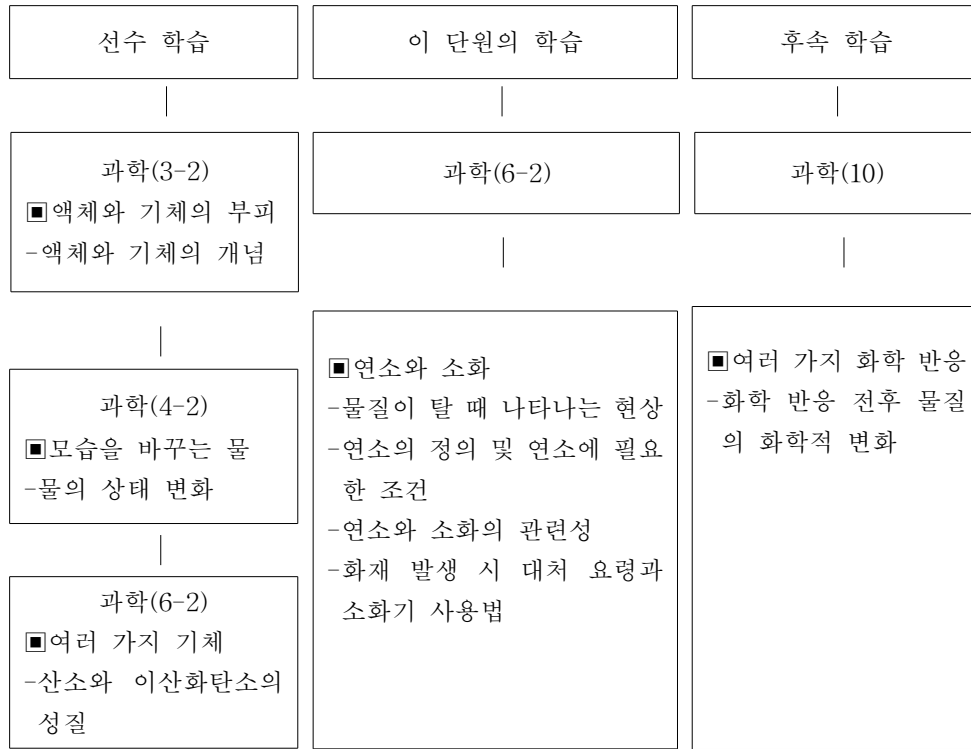 선수 학습
이 단원의 학습
후속 학습
과학(3-2)
▣액체와 기체의 부피
-액체와 기체의 개념
과학(4-2)
▣모습을 바꾸는 물
-물의 상태 변화
과학(6-2)
▣여러 가지 기체
-산소와 이산화탄소의
성질
과학(6-2)
▣연소와 소화
-물질이 탈 때 나타나는 현상
-연소의 정의 및 연소에 필요
한 조건
-연소와 소화의 관련성
-화재 발생 시 대처 요령과
소화기 사용법
과학(10)
▣여러 가지 화학 반응
-화학 반응 전후 물질
의 화학적 변화